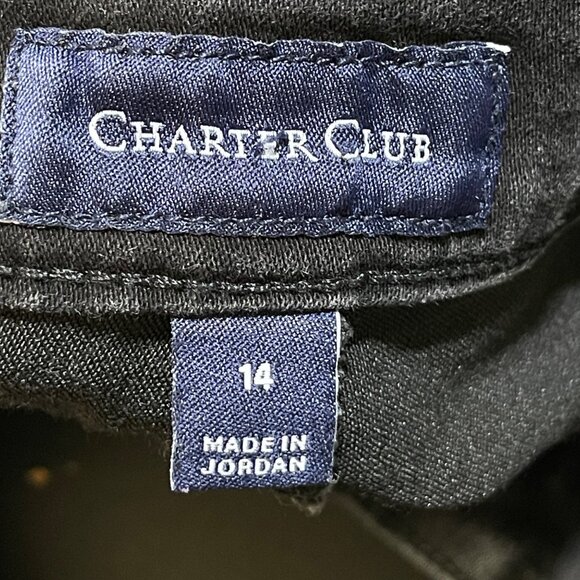 CHARTER CLUB
14
MADE IN
JORDAN